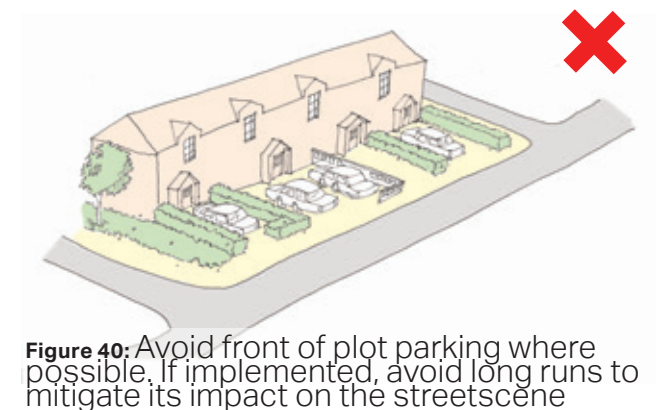 Figure 40: Avoid front of plot parking where
possible. If implemented, avoid long runs to
mitigate its impact on the streetscene